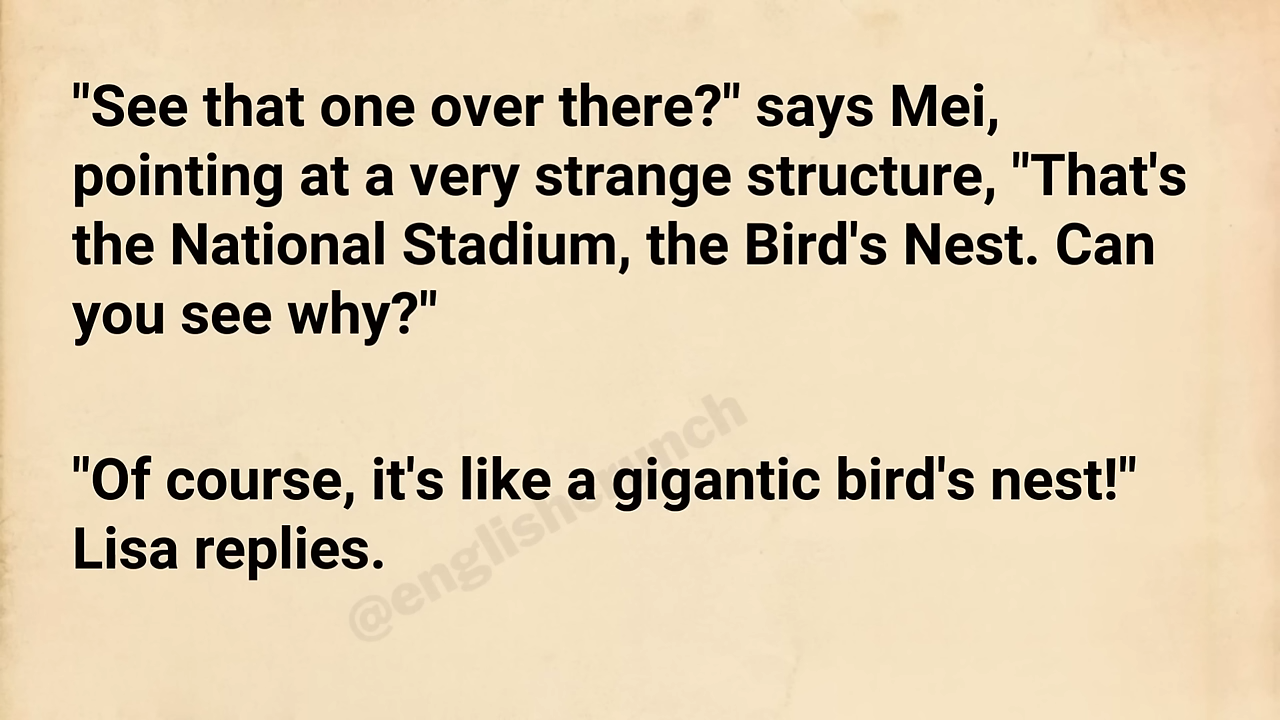 "See that one over there?" says Mei,
pointing at a very strange structure, "That's
the National Stadium, the Bird's Nest. Can
you see why?"
"Of course, it's like a gigantic bird's nest!"
Lisa replies.
@englishcrunch